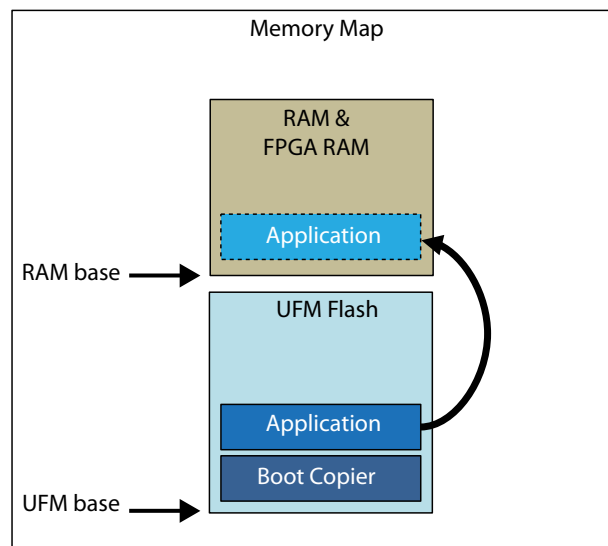 Memory Map
RAM &
FPGA RAM
Application
RAM base
UFM Flash
Application
Boot Copier
UFM base